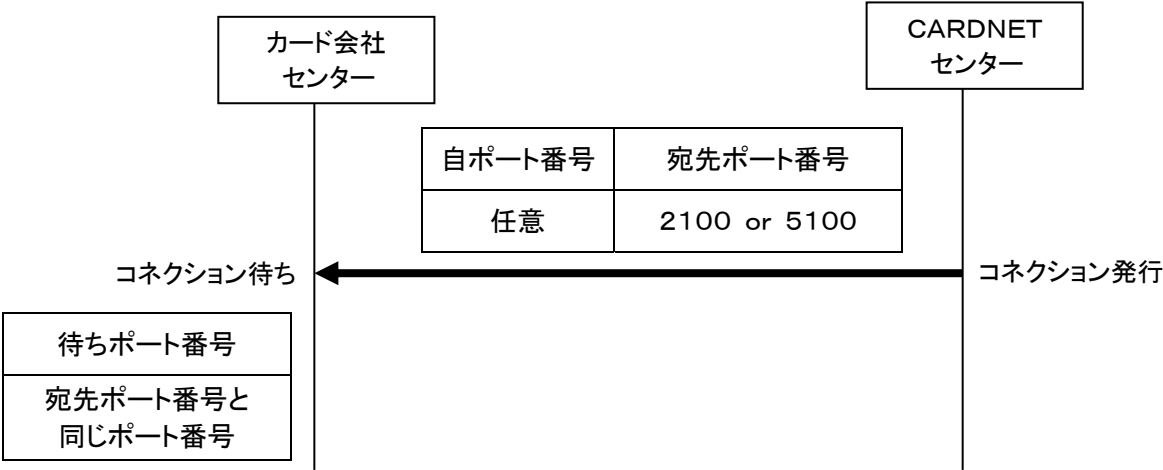 カード会社
センター
CARDNET
センター
自ポート番号 宛先ポート番号
任意 2100 or 5100
コネクション待ち
コネクション発行
待ちポート番号
宛先ポート番号と
同じポート番号